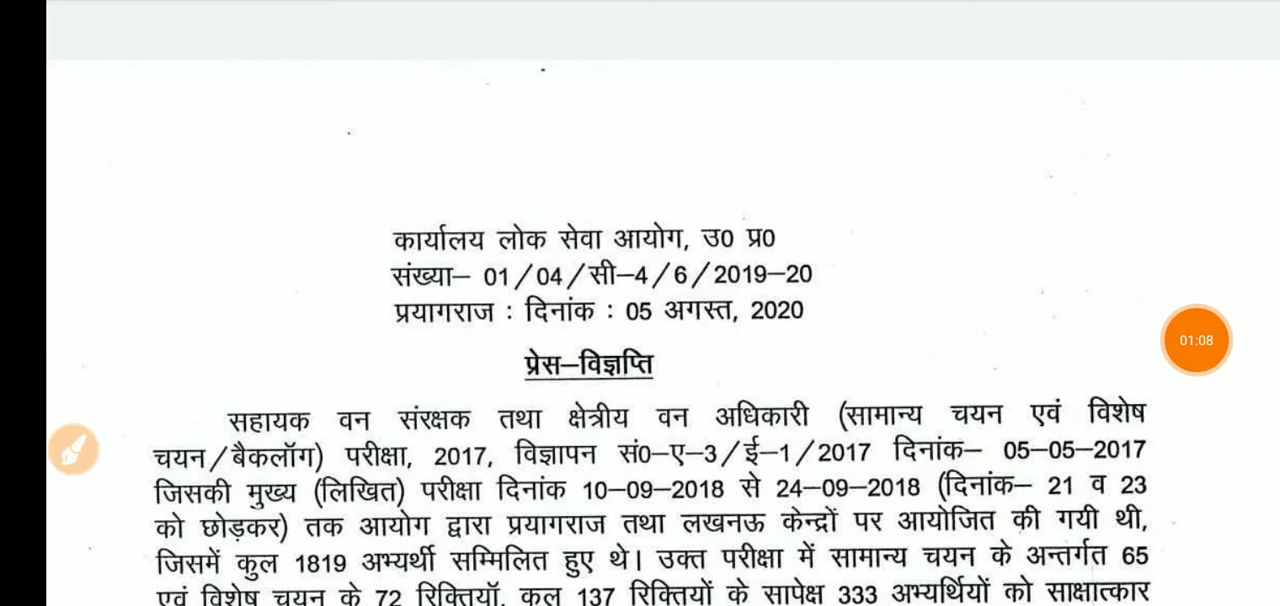 कार्यालय लोक सेवा आयोग, उ0 प्र0
संख्या– 01/04/सी–4/6/2019–20
प्रयागराज : दिनांक : 05 अगस्त, 2020
प्रेस–विज्ञप्ति
सहायक वन संरक्षक तथा क्षेत्रीय वन अधिकारी (सामान्य चयन एवं विशेष
चयन/बैकलॉग) परीक्षा, 2017, विज्ञापन सं0–ए–3/ई–1/2017 दिनांक– 05–05–2017
जिसकी मुख्य (लिखित) परीक्षा दिनांक 10–09–2018 से 24–09–2018 (दिनांक– 21 व 23
को छोड़कर) तक आयोग द्वारा प्रयागराज तथा लखनऊ केन्द्रों पर आयोजित की गयी थी,
जिसमें कुल 1819 अभ्यर्थी सम्मिलित हुए थे। उक्त परीक्षा में सामान्य चयन के अन्तर्गत 65
एवं विशेष चयन के 72 रिक्तियॉ, कुल 137 रिक्तियों के सापेक्ष 333 अभ्यर्थियों को साक्षात्कार
01:08